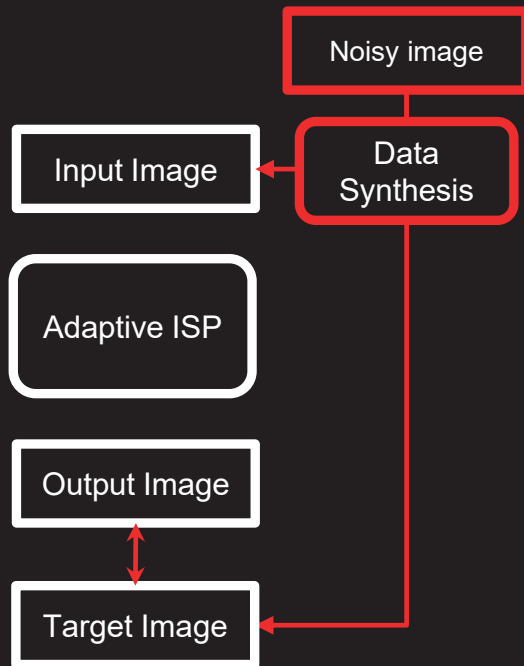 Noisy image
Data
Synthesis
Input Image
Adaptive ISP
Output Image
Target Image